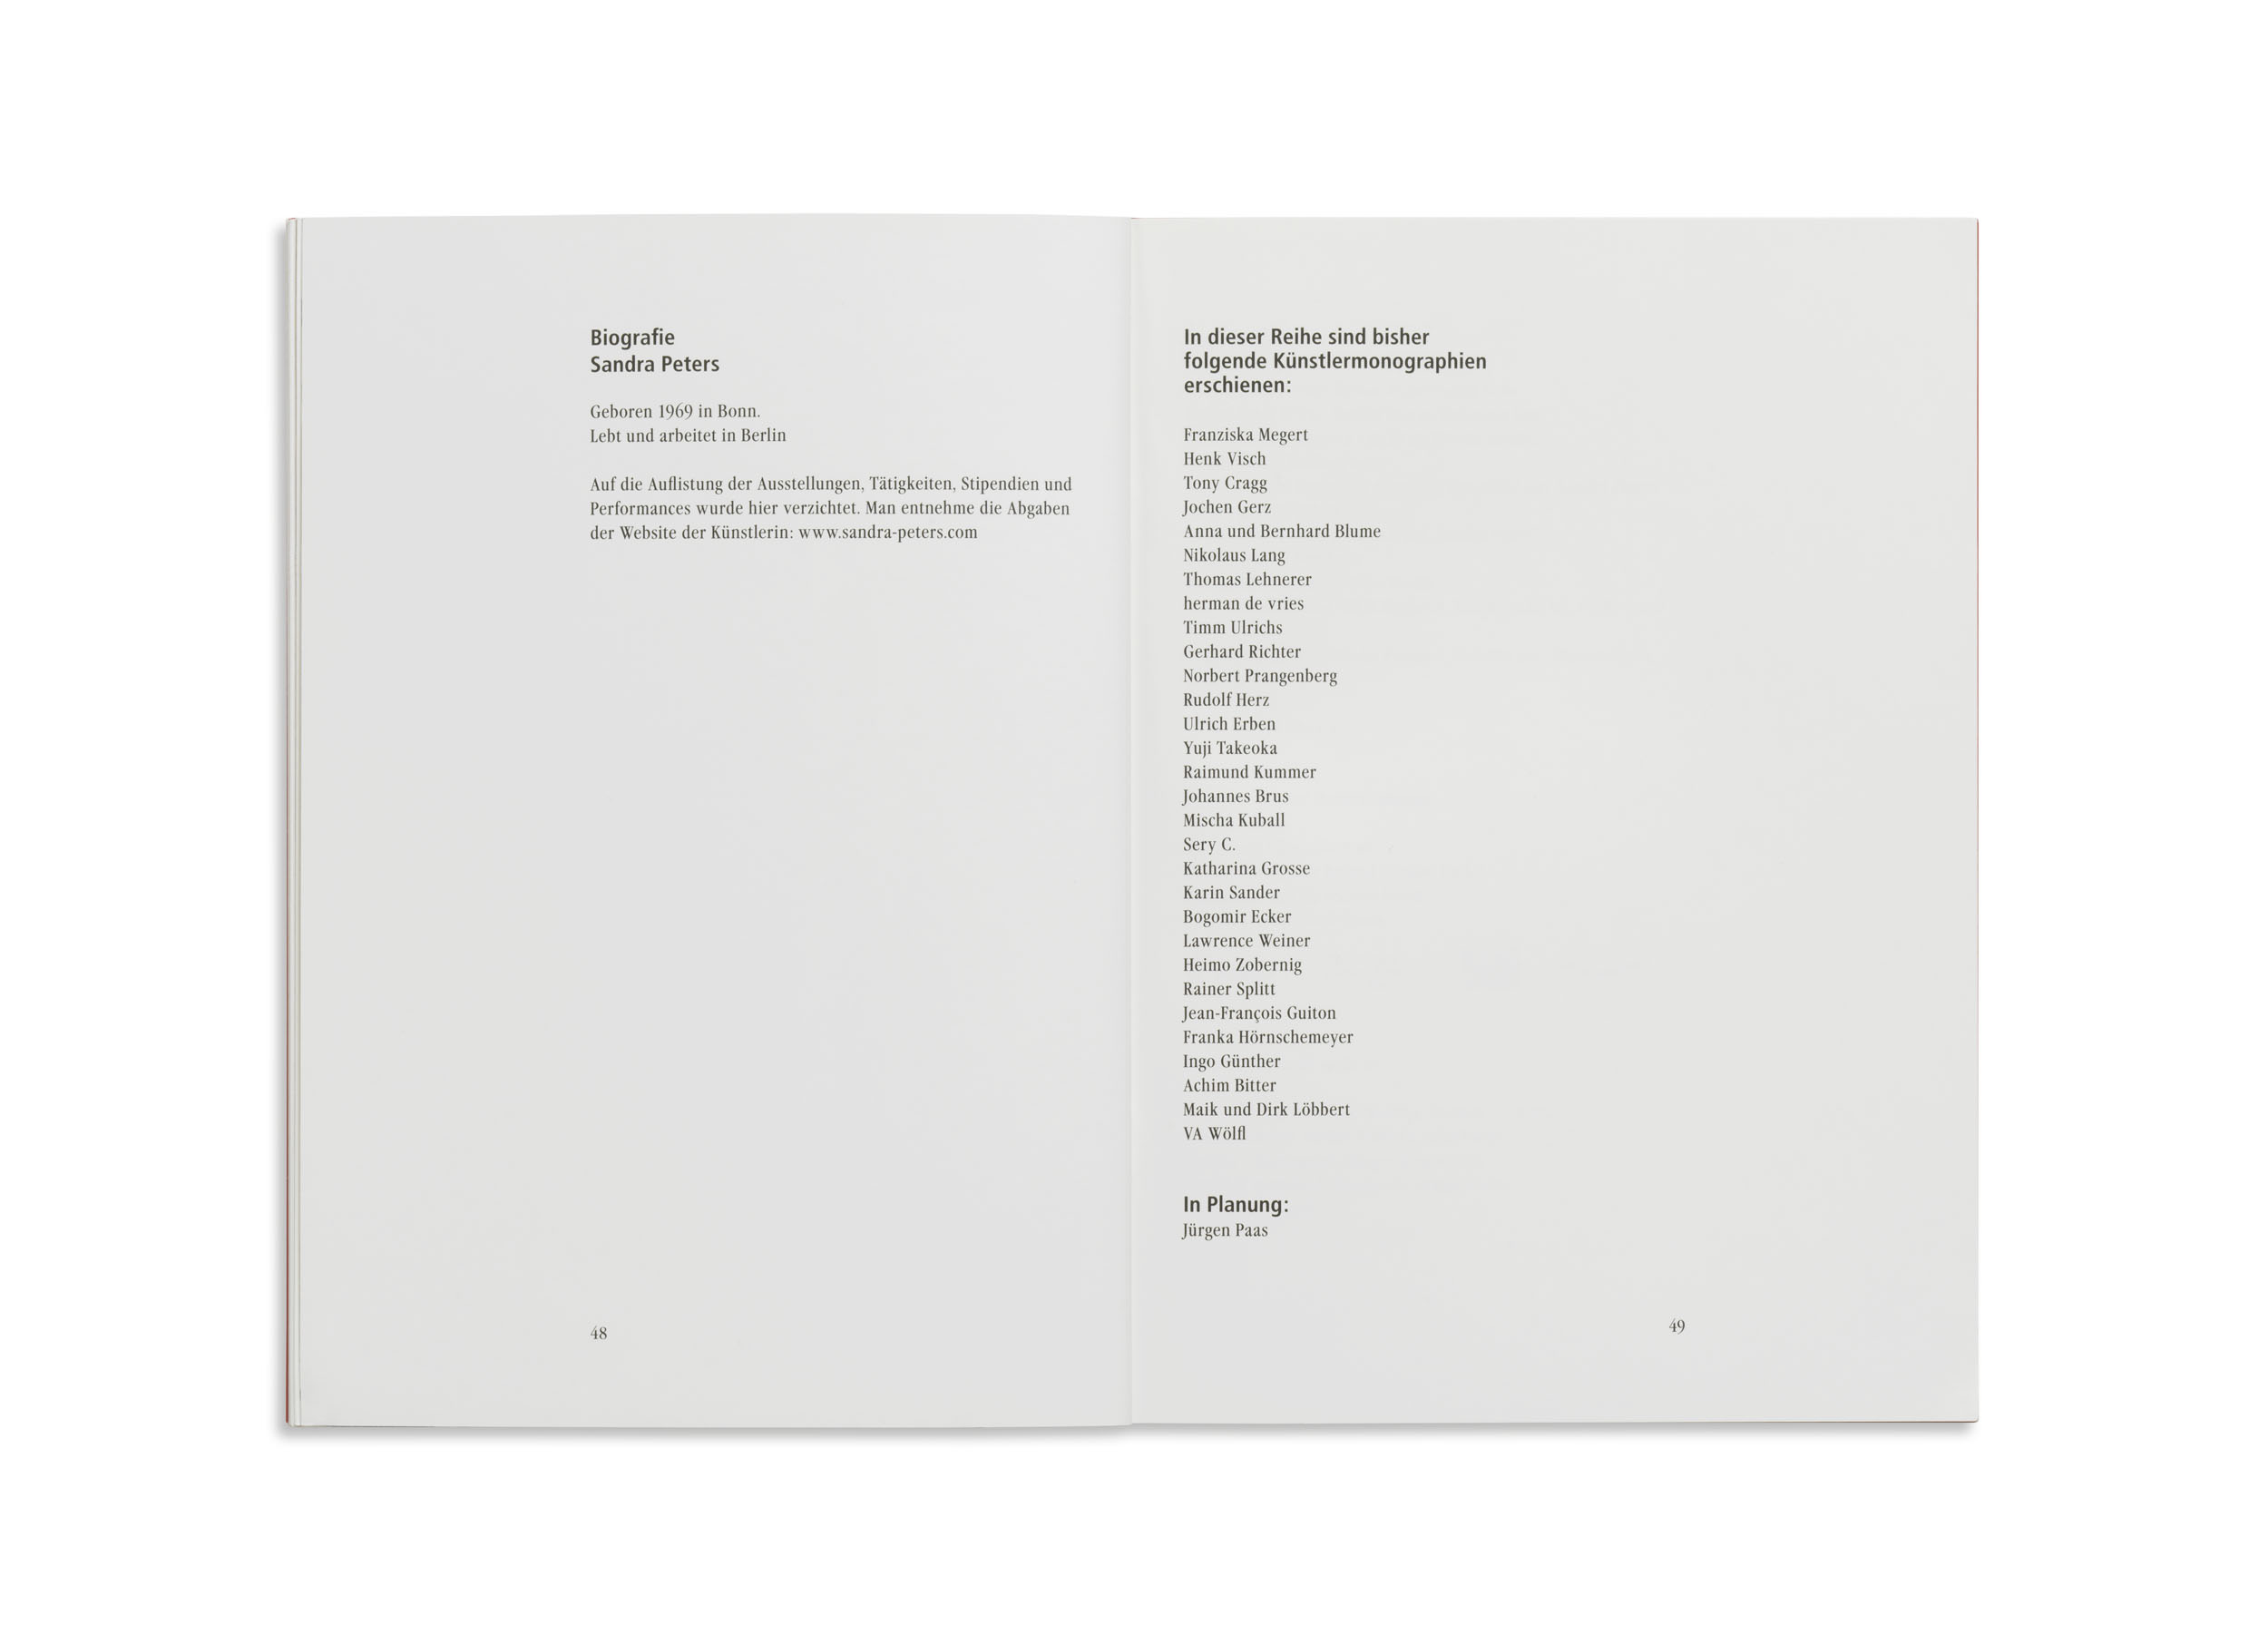 Biografie
Sandra Peters
Geboren 1969 in Bonn.
Lebt und arbeitet in Berlin
Auf die Auflistung der Ausstellungen, Tätigkeiten, Stipendien und
Performances wurde hier verzichtet. Man entnehme die Abgaben
der Website der Künstlerin: www.sandra-peters.com
48
In dieser Reihe sind bisher
folgende Künstlermonographien
erschienen:
Franziska Megert
Henk Visch
Tony Cragg
Jochen Gerz
Anna und Bernhard Blume
Nikolaus Lang
Thomas Lehnerer
herman de vries
Timm Ulrichs
Gerhard Richter
Norbert Prangenberg
Rudolf Herz
Ulrich Erben
Yuji Takeoka
Raimund Kummer
Johannes Brus
Mischa Kuball
Sery C.
Katharina Grosse
Karin Sander
Bogomir Ecker
Lawrence Weiner
Heimo Zobernig
Rainer Splitt
Jean-François Guiton
Franka Hörnschemeyer
Ingo Günther
Achim Bitter
Maik und Dirk Löbbert
VA Wölfl
In Planung:
Jürgen Paas
49